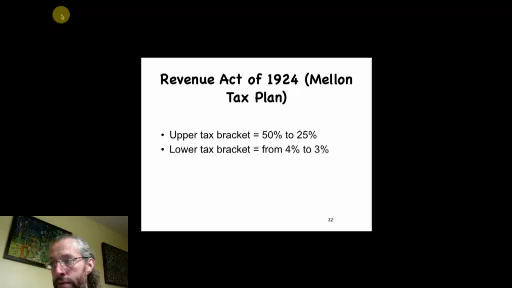 Revenue Act of 1924 (Mellon
Tax Plan)
• Upper tax bracket = 50% to 25%
• Lower tax bracket = from 4% to 3%
32